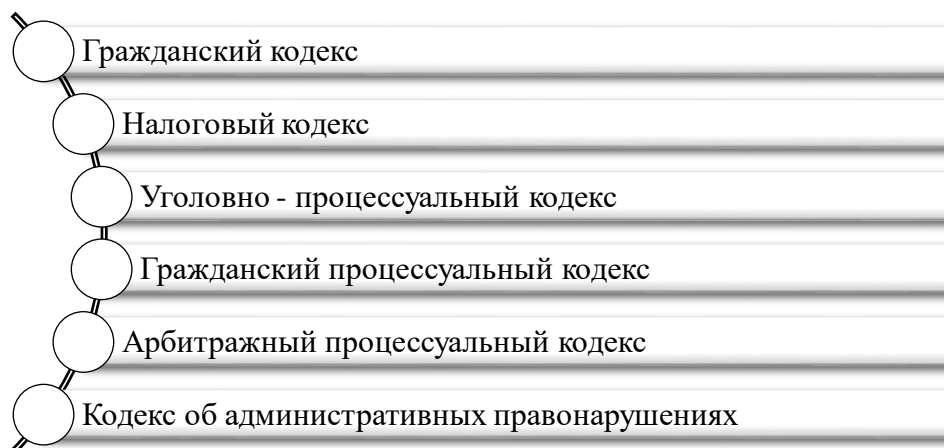 Гражданский кодекс
Налоговый кодекс
Уголовно - процессуальный кодекс
Гражданский процессуальный кодекс
Арбитражный процессуальный кодекс
Кодекс об административных правонарушениях